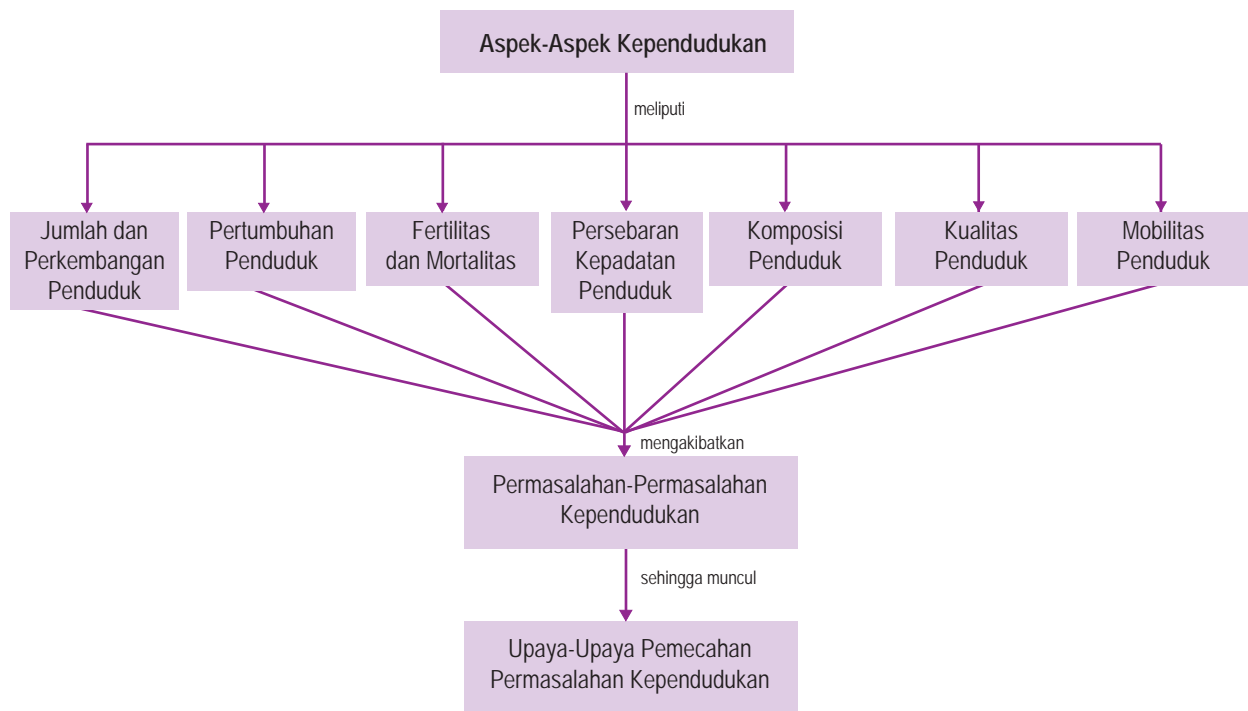 Aspek-Aspek Kependudukan
meliputi
Jumlah dan
Perkembangan
Penduduk
Pertumbuhan
Penduduk
Fertilitas
dan Mortalitas
Persebaran
Kepadatan
Penduduk
Komposisi
Penduduk
Kualitas
Penduduk
Mobilitas
Penduduk
mengakibatkan
Permasalahan-Permasalahan
Kependudukan
sehingga muncul
Upaya-Upaya Pemecahan
Permasalahan Kependudukan